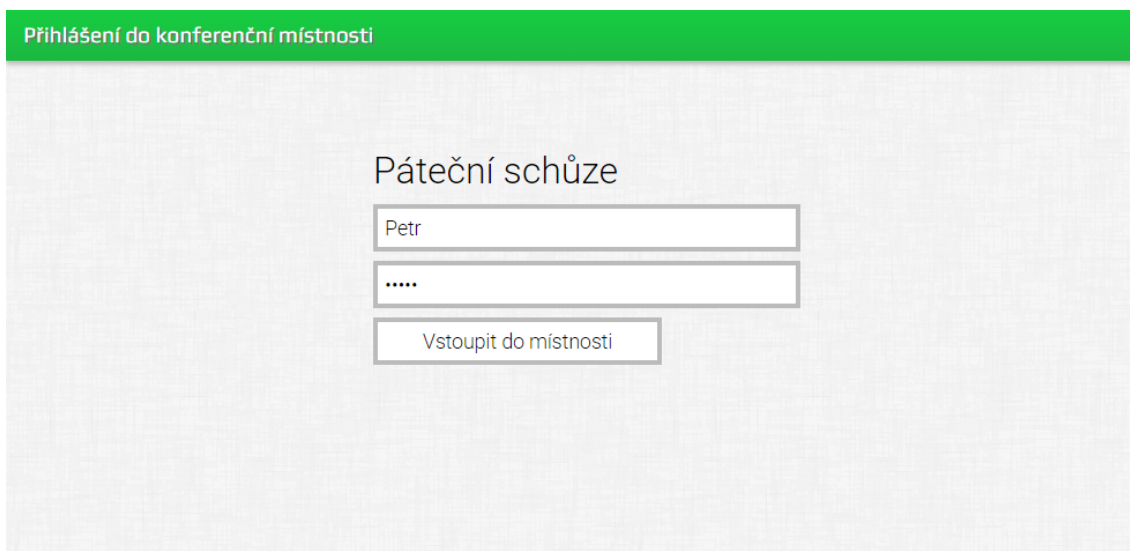 Přihlášení do konferenční místnosti
Páteční schůze
Petr
•••••
Vstoupit do místnosti